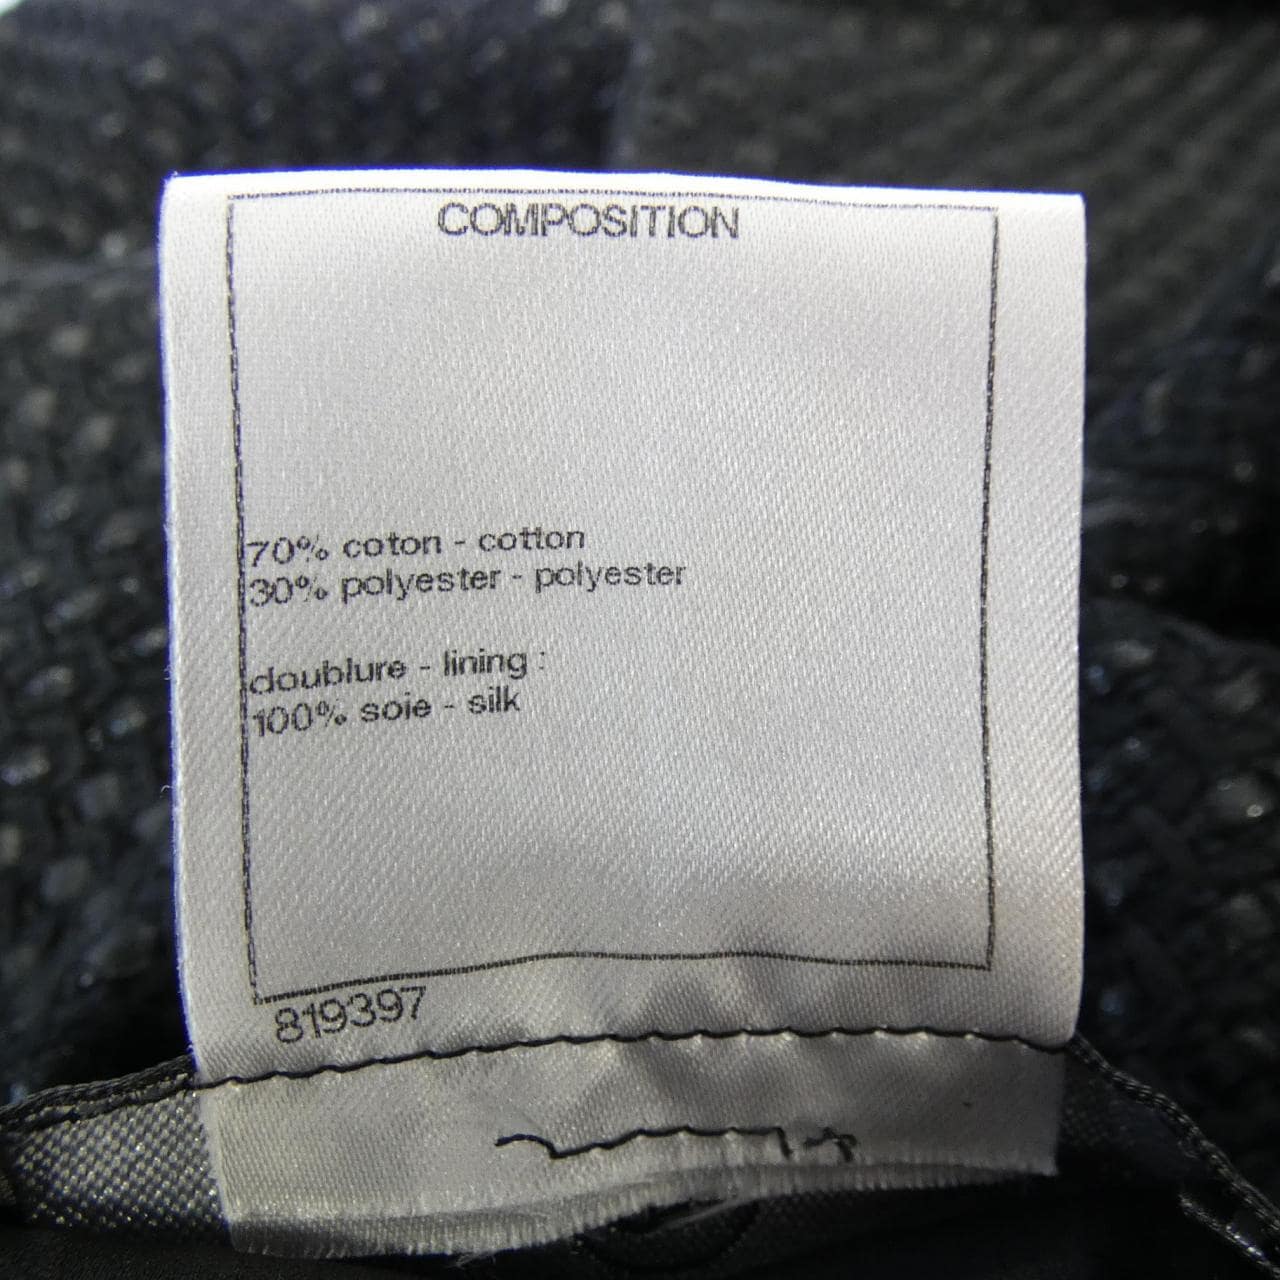 COMPOSITION
70% coton - cotton
30% polyester - polyester
doublure - lining :
100% soie - silk
819397